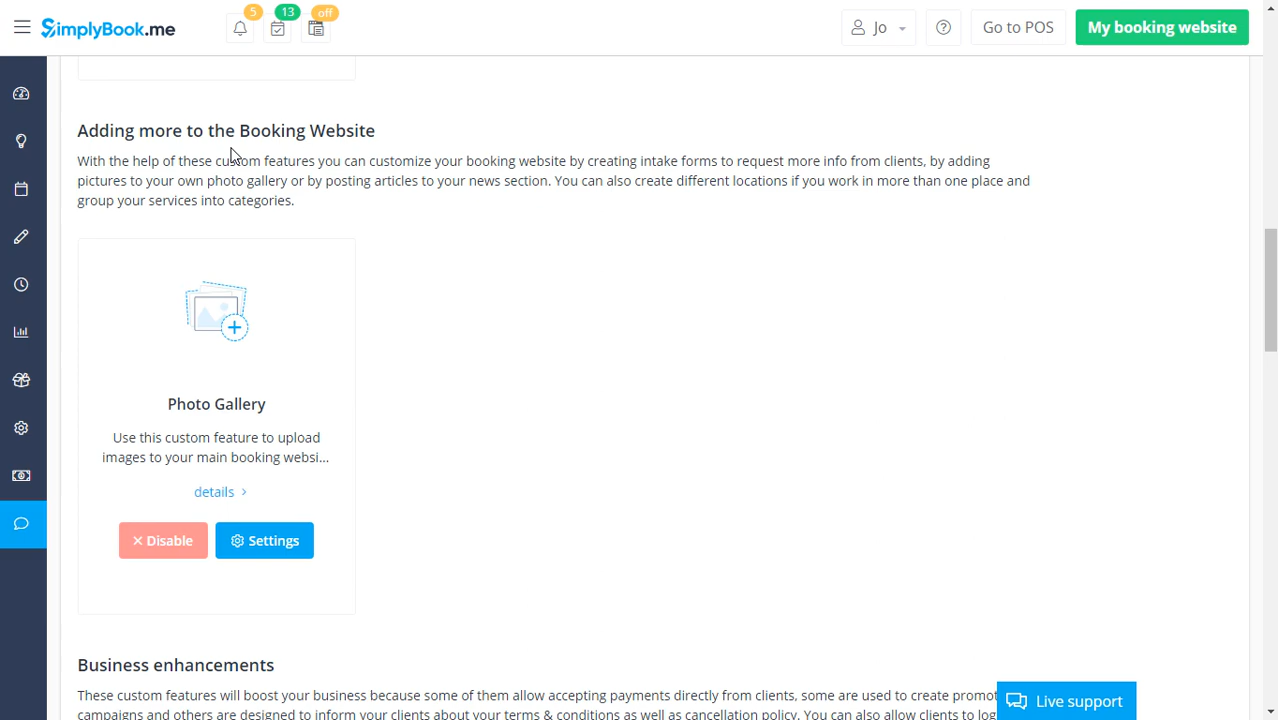 5 13 off
SimplyBook.me Jo Go to POS My booking website
Adding more to the Booking Website
With the help of these custom features you can customize your booking website by creating intake forms to request more info from clients, by adding
pictures to your own photo gallery or by posting articles to your news section. You can also create different locations if you work in more than one place and
group your services into categories.
Photo Gallery
Use this custom feature to upload
images to your main booking websi...
details >
Disable Settings
Business enhancements
These custom features will boost your business because some of them allow accepting payments directly from clients, some are used to create
campaigns and others are designed to inform your clients about your terms & conditions as well as cancellation policy. You can also allow clients to
Live support